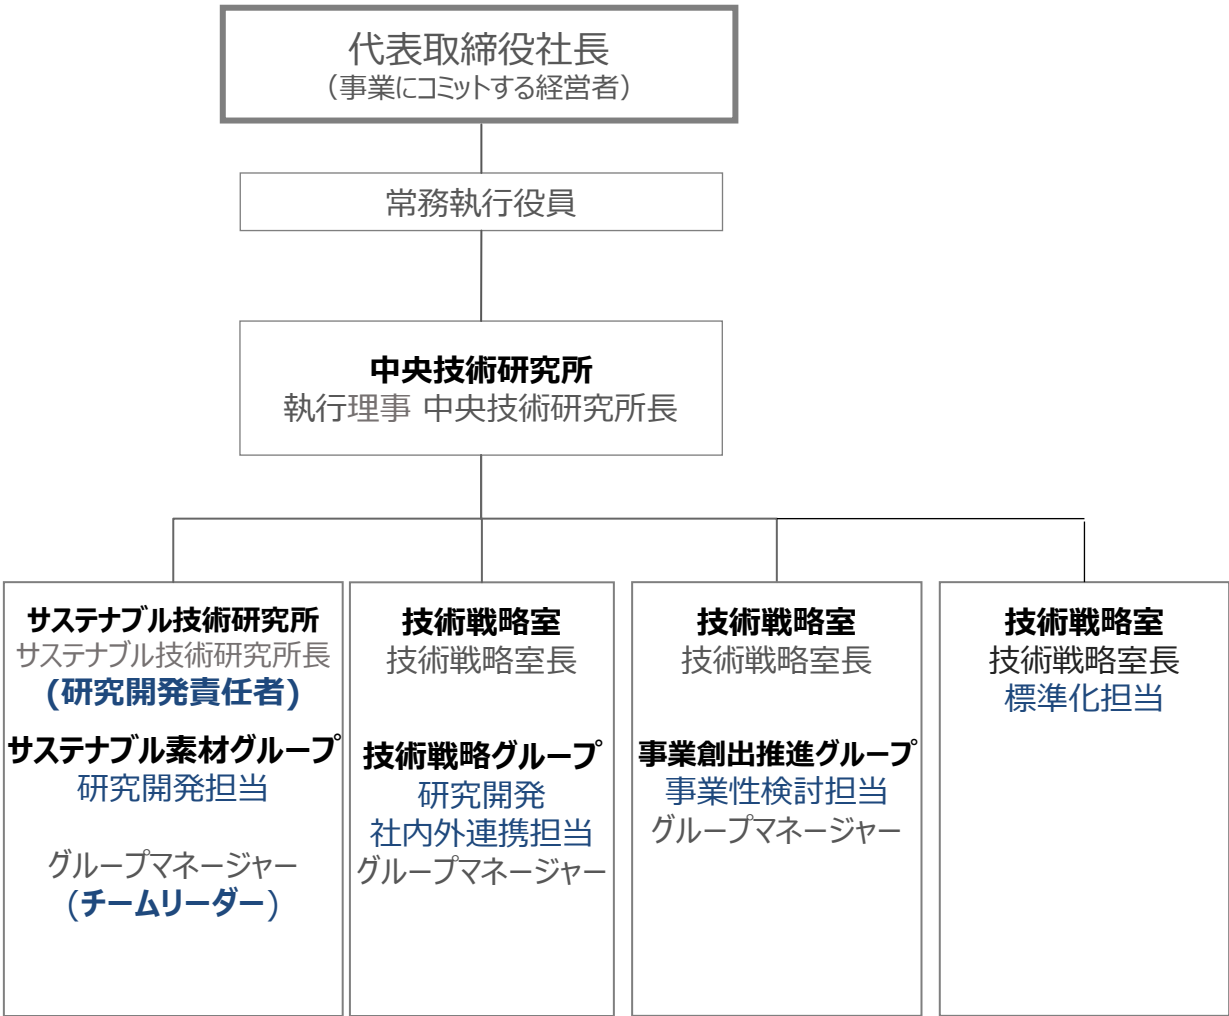 代表取締役社長
（事業にコミットする経営者）
常務執行役員
中央技術研究所
執行理事 中央技術研究所長
サステナブル技術研究所
サステナブル技術研究所長
(研究開発責任者)
サステナブル素材グループ
研究開発担当
グループマネージャー
（チームリーダー）
技術戦略室
技術戦略室長
技術戦略グループ
研究開発
社内外連携担当
グループマネージャー
技術戦略室
技術戦略室長
事業創出推進グループ
事業性検討担当
グループマネージャー
技術戦略室
技術戦略室長
標準化担当